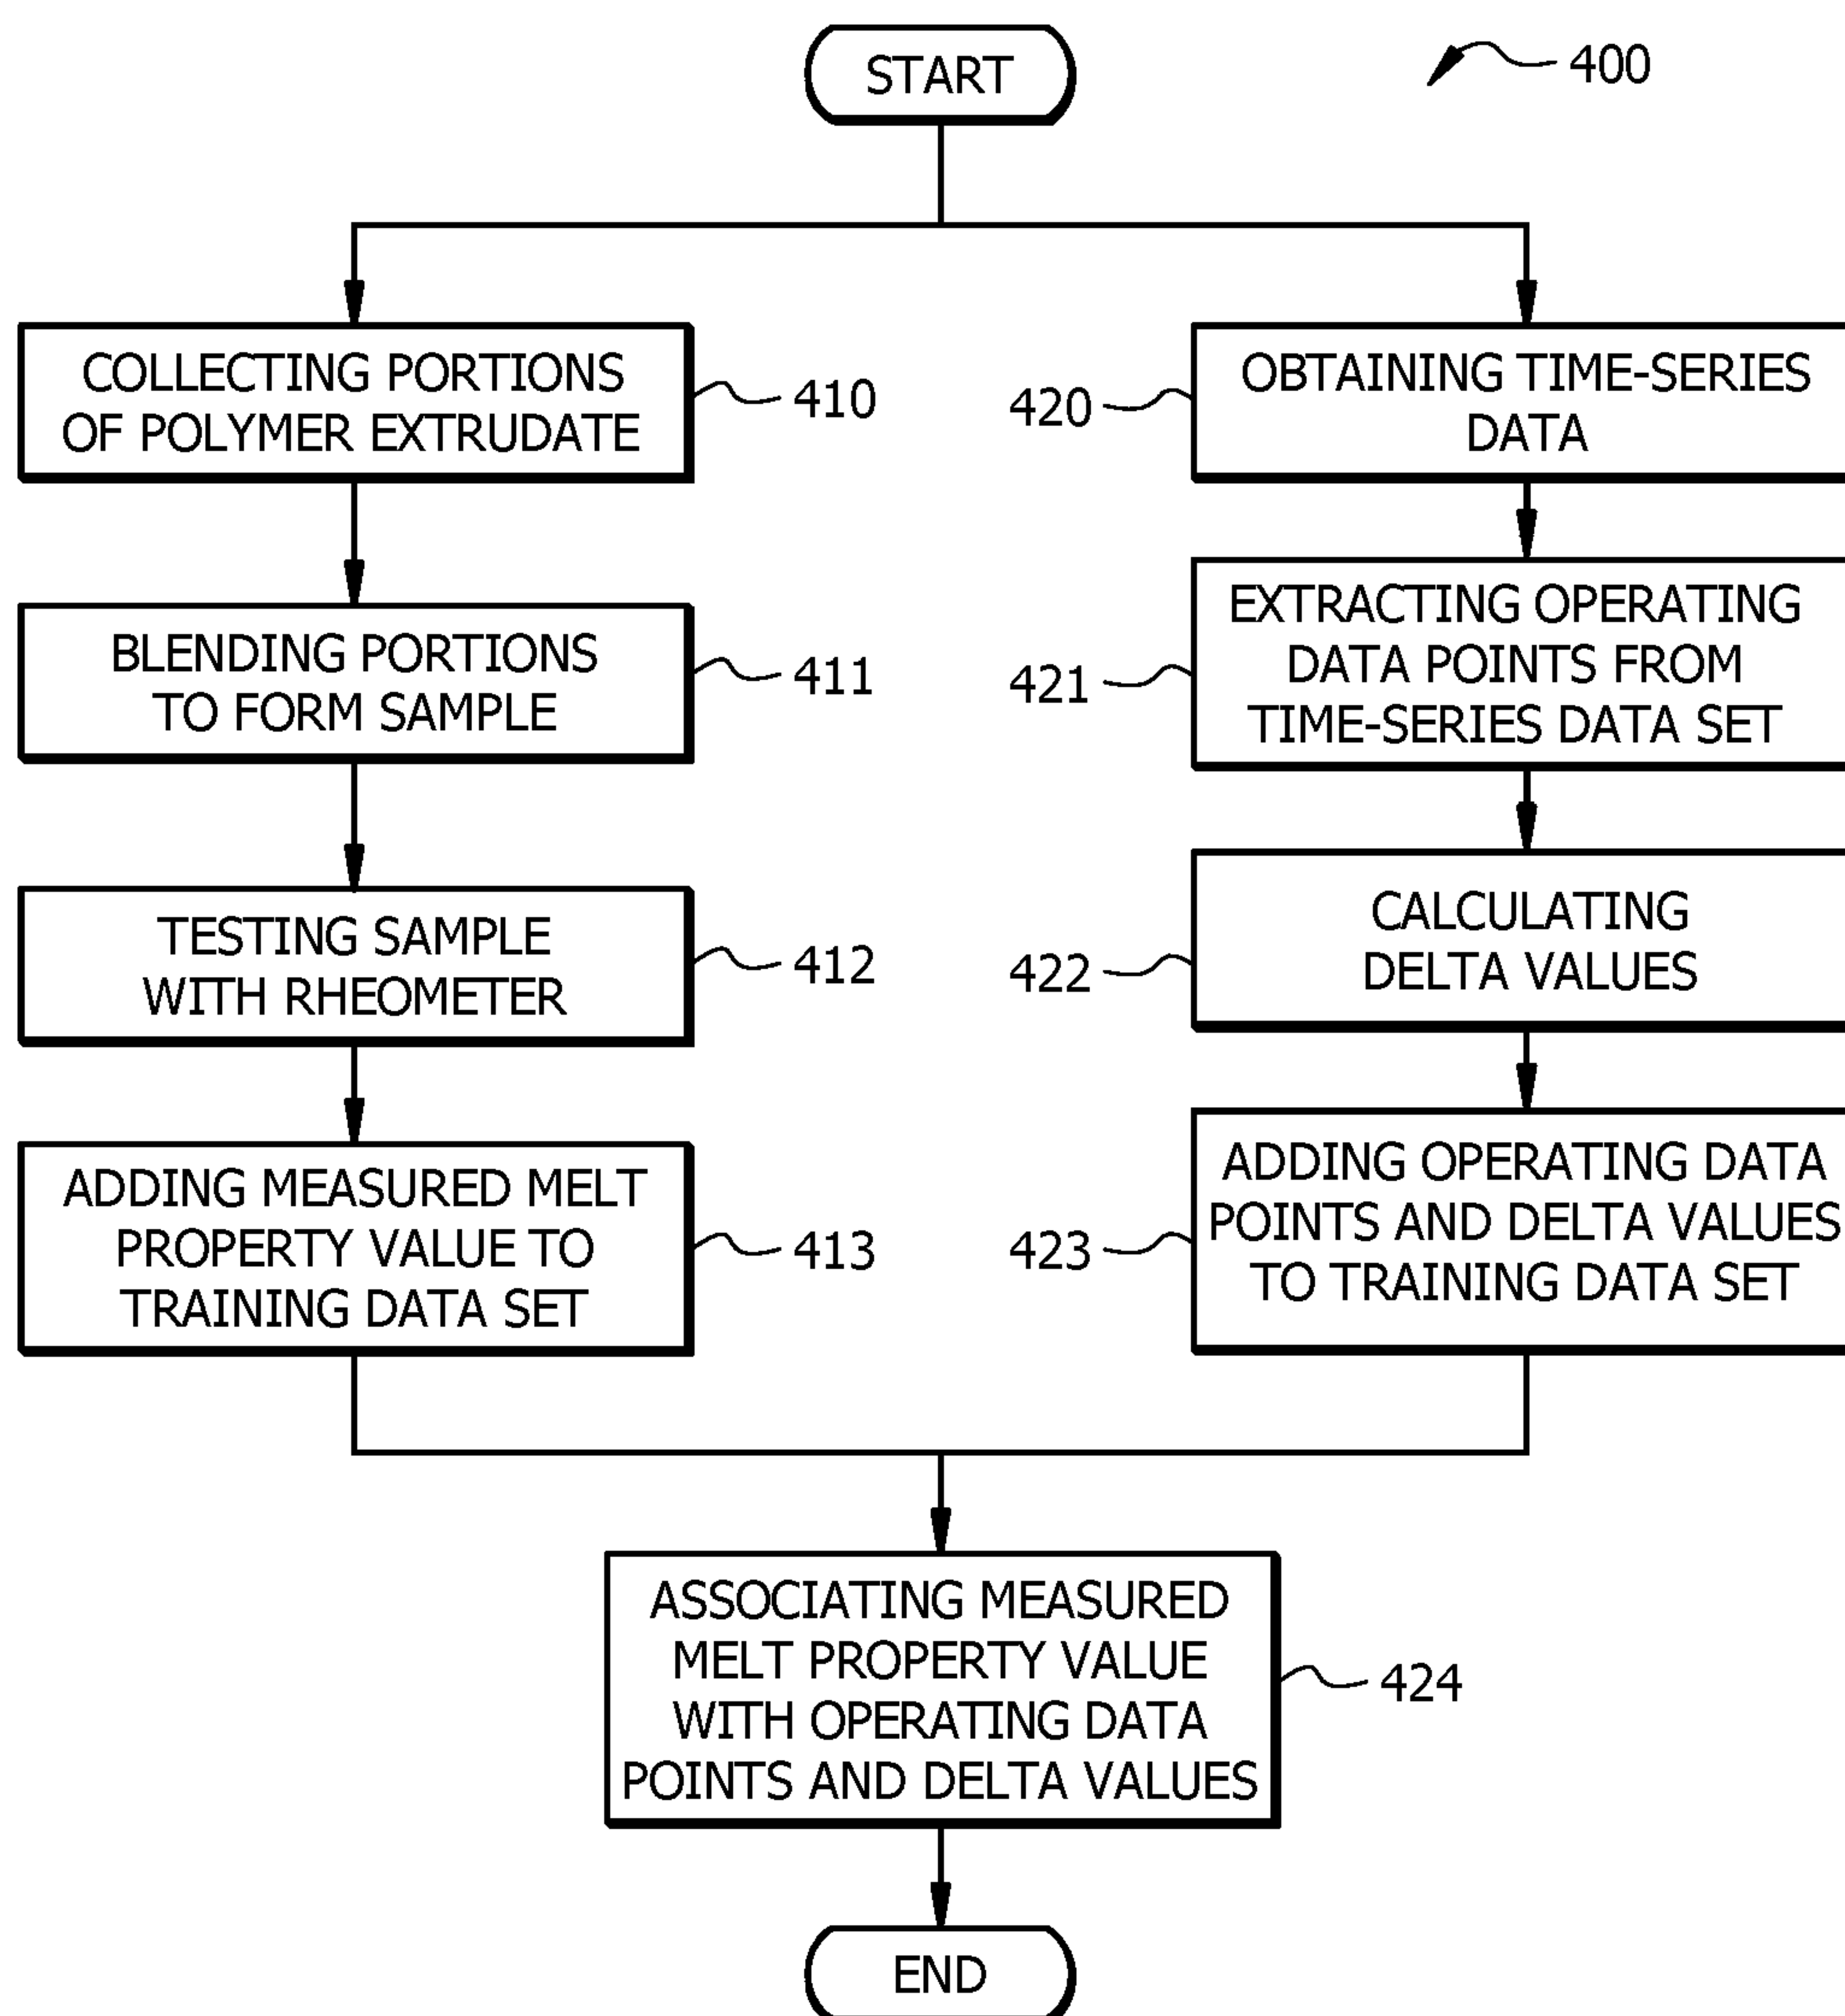 START
400
COLLECTING PORTIONS
OF POLYMER EXTRUDATE
410
BLENDING PORTIONS
TO FORM SAMPLE
411
TESTING SAMPLE
WITH RHEOMETER
412
ADDING MEASURED MELT
PROPERTY VALUE TO
TRAINING DATA SET
413
OBTAINING TIME-SERIES
DATA
420
EXTRACTING OPERATING
DATA POINTS FROM
TIME-SERIES DATA SET
421
CALCULATING
DELTA VALUES
422
ADDING OPERATING DATA
POINTS AND DELTA VALUES
TO TRAINING DATA SET
423
ASSOCIATING MEASURED
MELT PROPERTY VALUE
WITH OPERATING DATA
POINTS AND DELTA VALUES
424
END